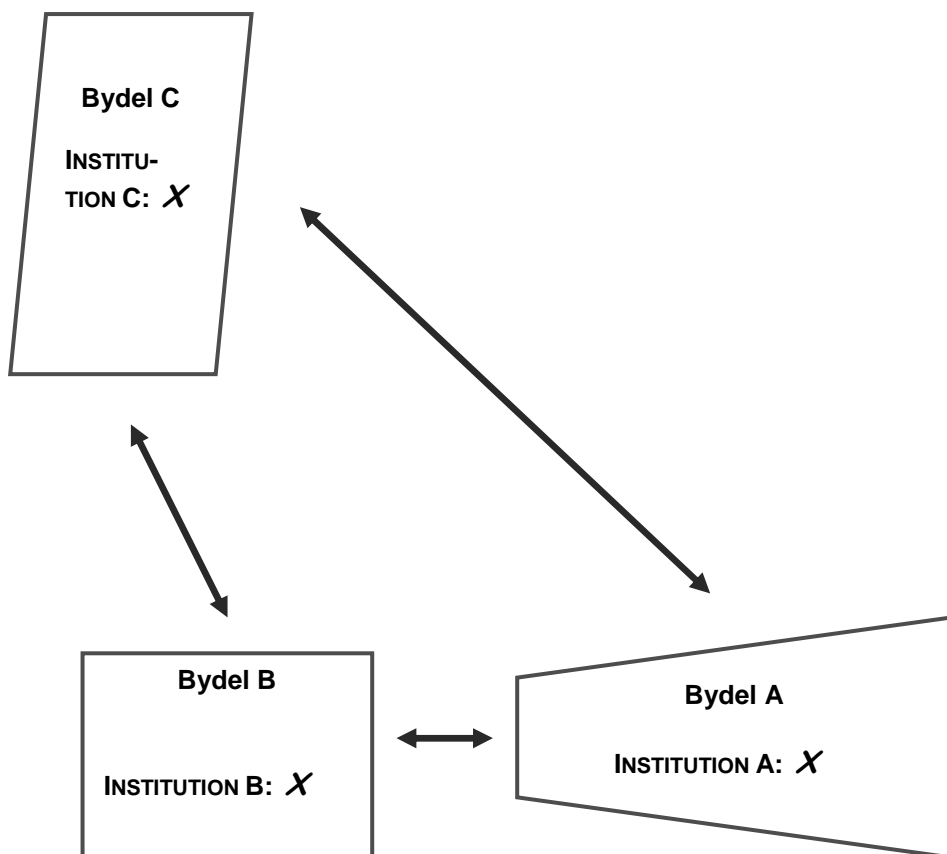 Bydel C
INSTITU-
TION C: X
Bydel B
INSTITUTION B: X
Bydel A
INSTITUTION A: X